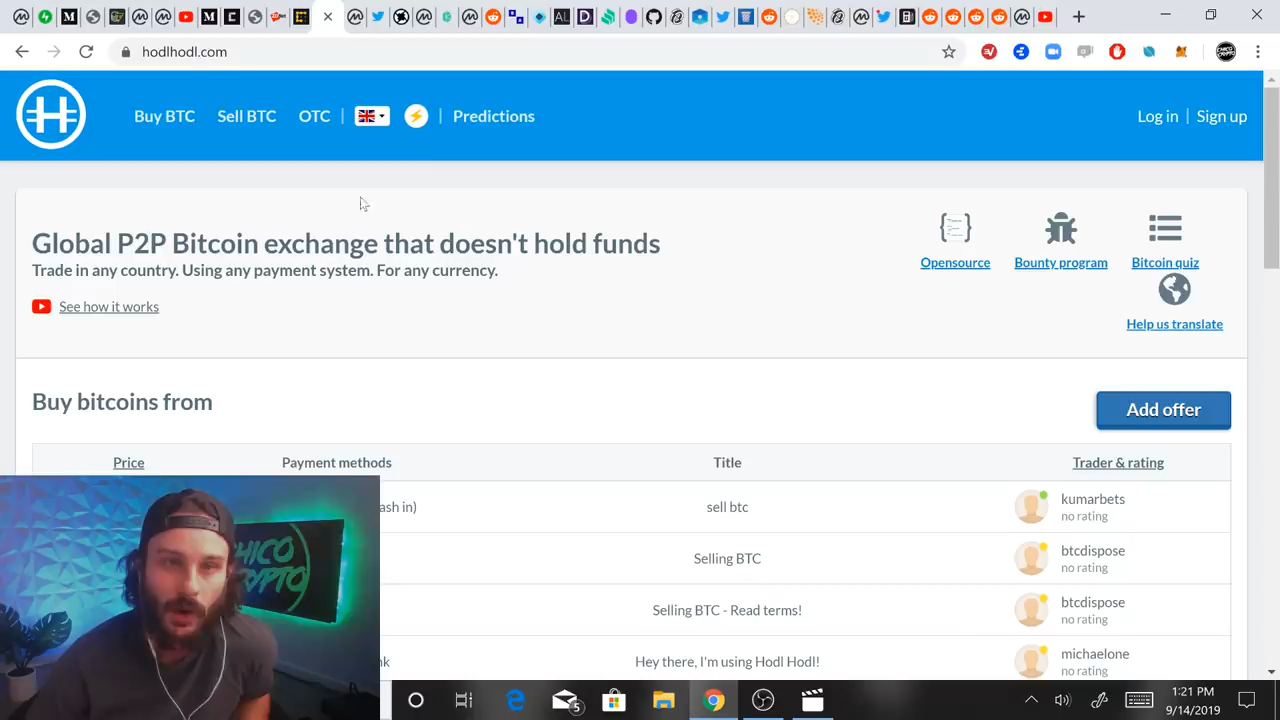 hodlhodl.com
Buy BTC Sell BTC OTC Predictions Log in Sign up
Global P2P Bitcoin exchange that doesn't hold funds
Trade in any country. Using any payment system. For any currency.
See how it works
Opensource Bounty program Bitcoin quiz
Help us translate
Buy bitcoins from
Add offer
Price Payment methods Title Trader & rating
ash in) sell btc kumarbets
no rating
Selling BTC btcdispose
no rating
Selling BTC - Read terms! btcdispose
no rating
nk Hey there, I'm using Hodl Hodl! michaelone
no rating
CHICO
CRYPTO
5
1:21 PM
9/14/2019